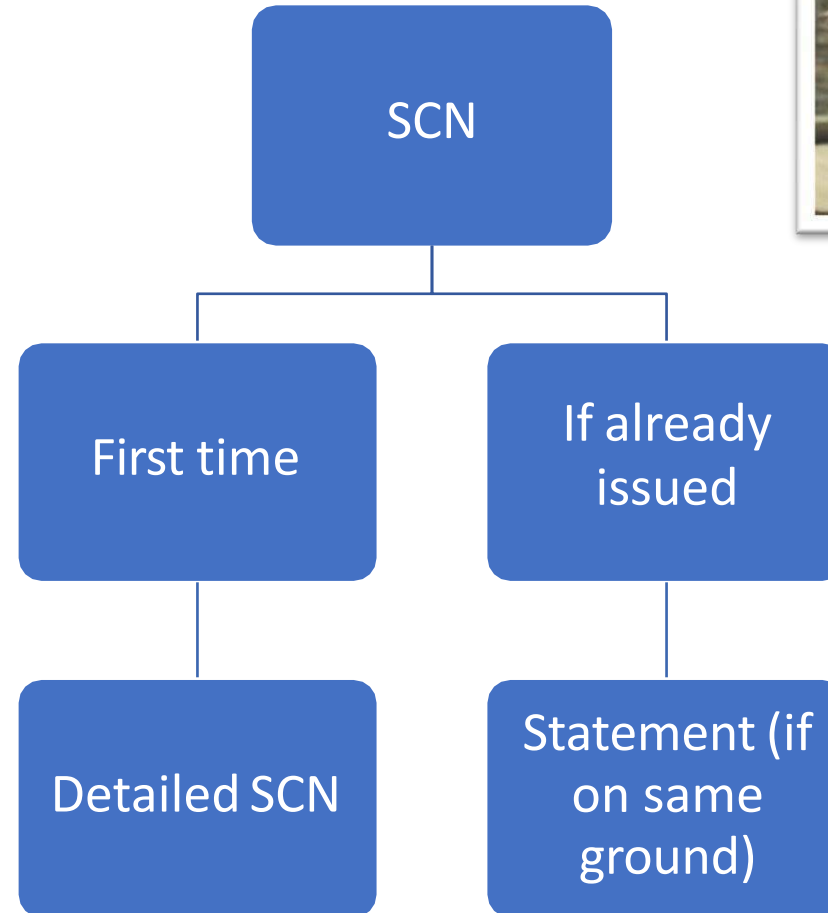 SCN
First time
If already
issued
Detailed SCN
Statement (if
on same
ground)